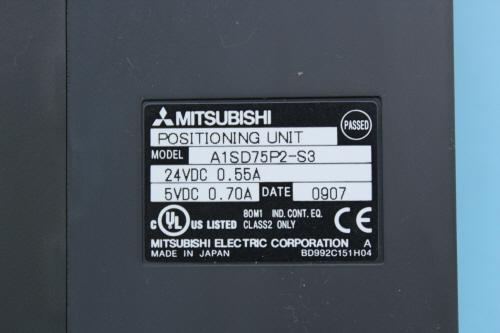 MITSUBISHI
POSITIONING UNIT
PASSED
MODEL A1SD75P2-S3
24VDC 0.55A
5VDC 0.70A DATE 0907
C UL US LISTED 80M1 IND. CONT. EQ. CLASS2 ONLY CE
MITSUBISHI ELECTRIC CORPORATION A
MADE IN JAPAN BD992C151H04